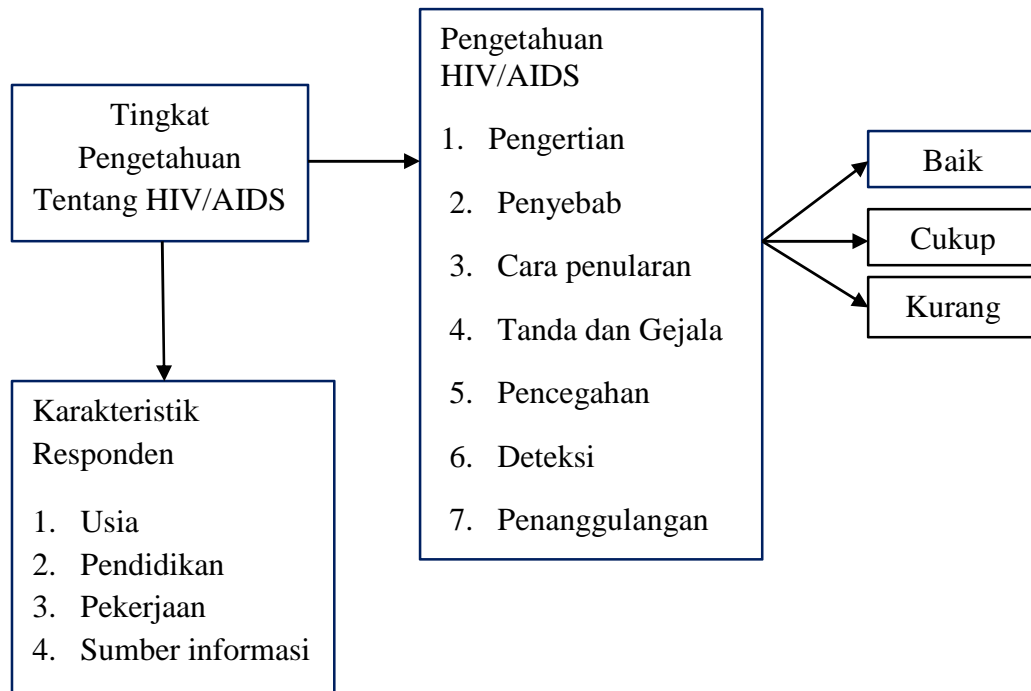 Tingkat
Pengetahuan
Tentang HIV/AIDS
Pengetahuan
HIV/AIDS
1. Pengertian
2. Penyebab
3. Cara penularan
4. Tanda dan Gejala
5. Pencegahan
6. Deteksi
7. Penanggulangan
Baik
Cukup
Kurang
Karakteristik
Responden
1. Usia
2. Pendidikan
3. Pekerjaan
4. Sumber informasi